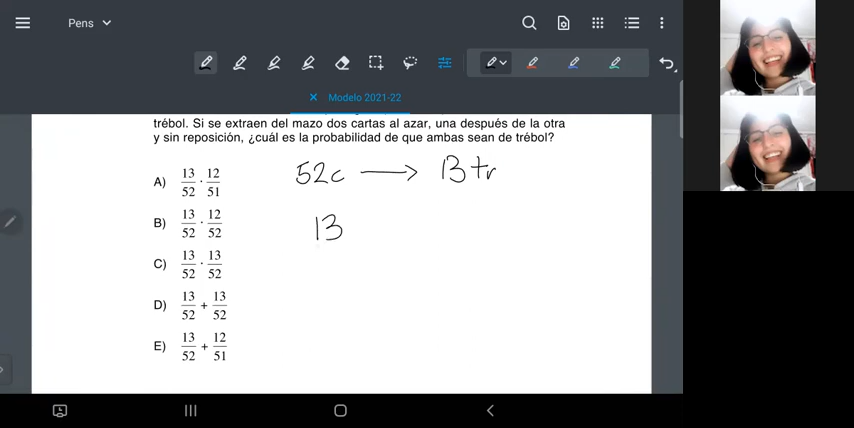 Pens
Modelo 2021-22
trébol. Si se extraen del mazo dos cartas al azar, una después de la otra
y sin reposición, ¿cuál es la probabilidad de que ambas sean de trébol?
52c → 13 tr
A) 13/52 · 12/51
13
B) 13/52 · 12/52
C) 13/52 · 13/52
D) 13/52 + 13/52
E) 13/52 + 12/51